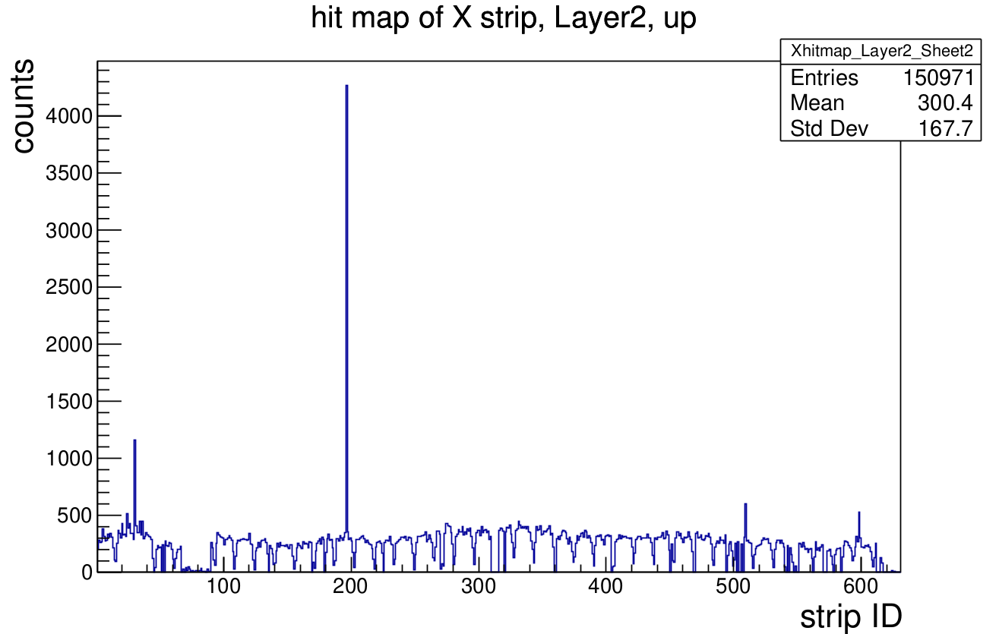 hit map of X strip, Layer2, up
Xhitmap_Layer2_Sheet2
Entries 150971
Mean 300.4
Std Dev 167.7
counts
4000
3500
3000
2500
2000
1500
1000
500
0
100 200 300 400 500 600
strip ID